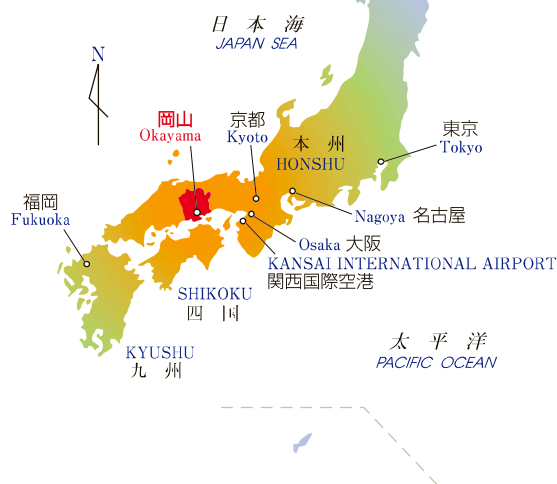 日本海
JAPAN SEA
N
岡山
Okayama
京都
Kyoto
本州
HONSHU
東京
Tokyo
福岡
Fukuoka
Nagoya 名古屋
Osaka 大阪
KANSAI INTERNATIONAL AIRPORT
関西国際空港
SHIKOKU
四国
太平洋
PACIFIC OCEAN
KYUSHU
九州